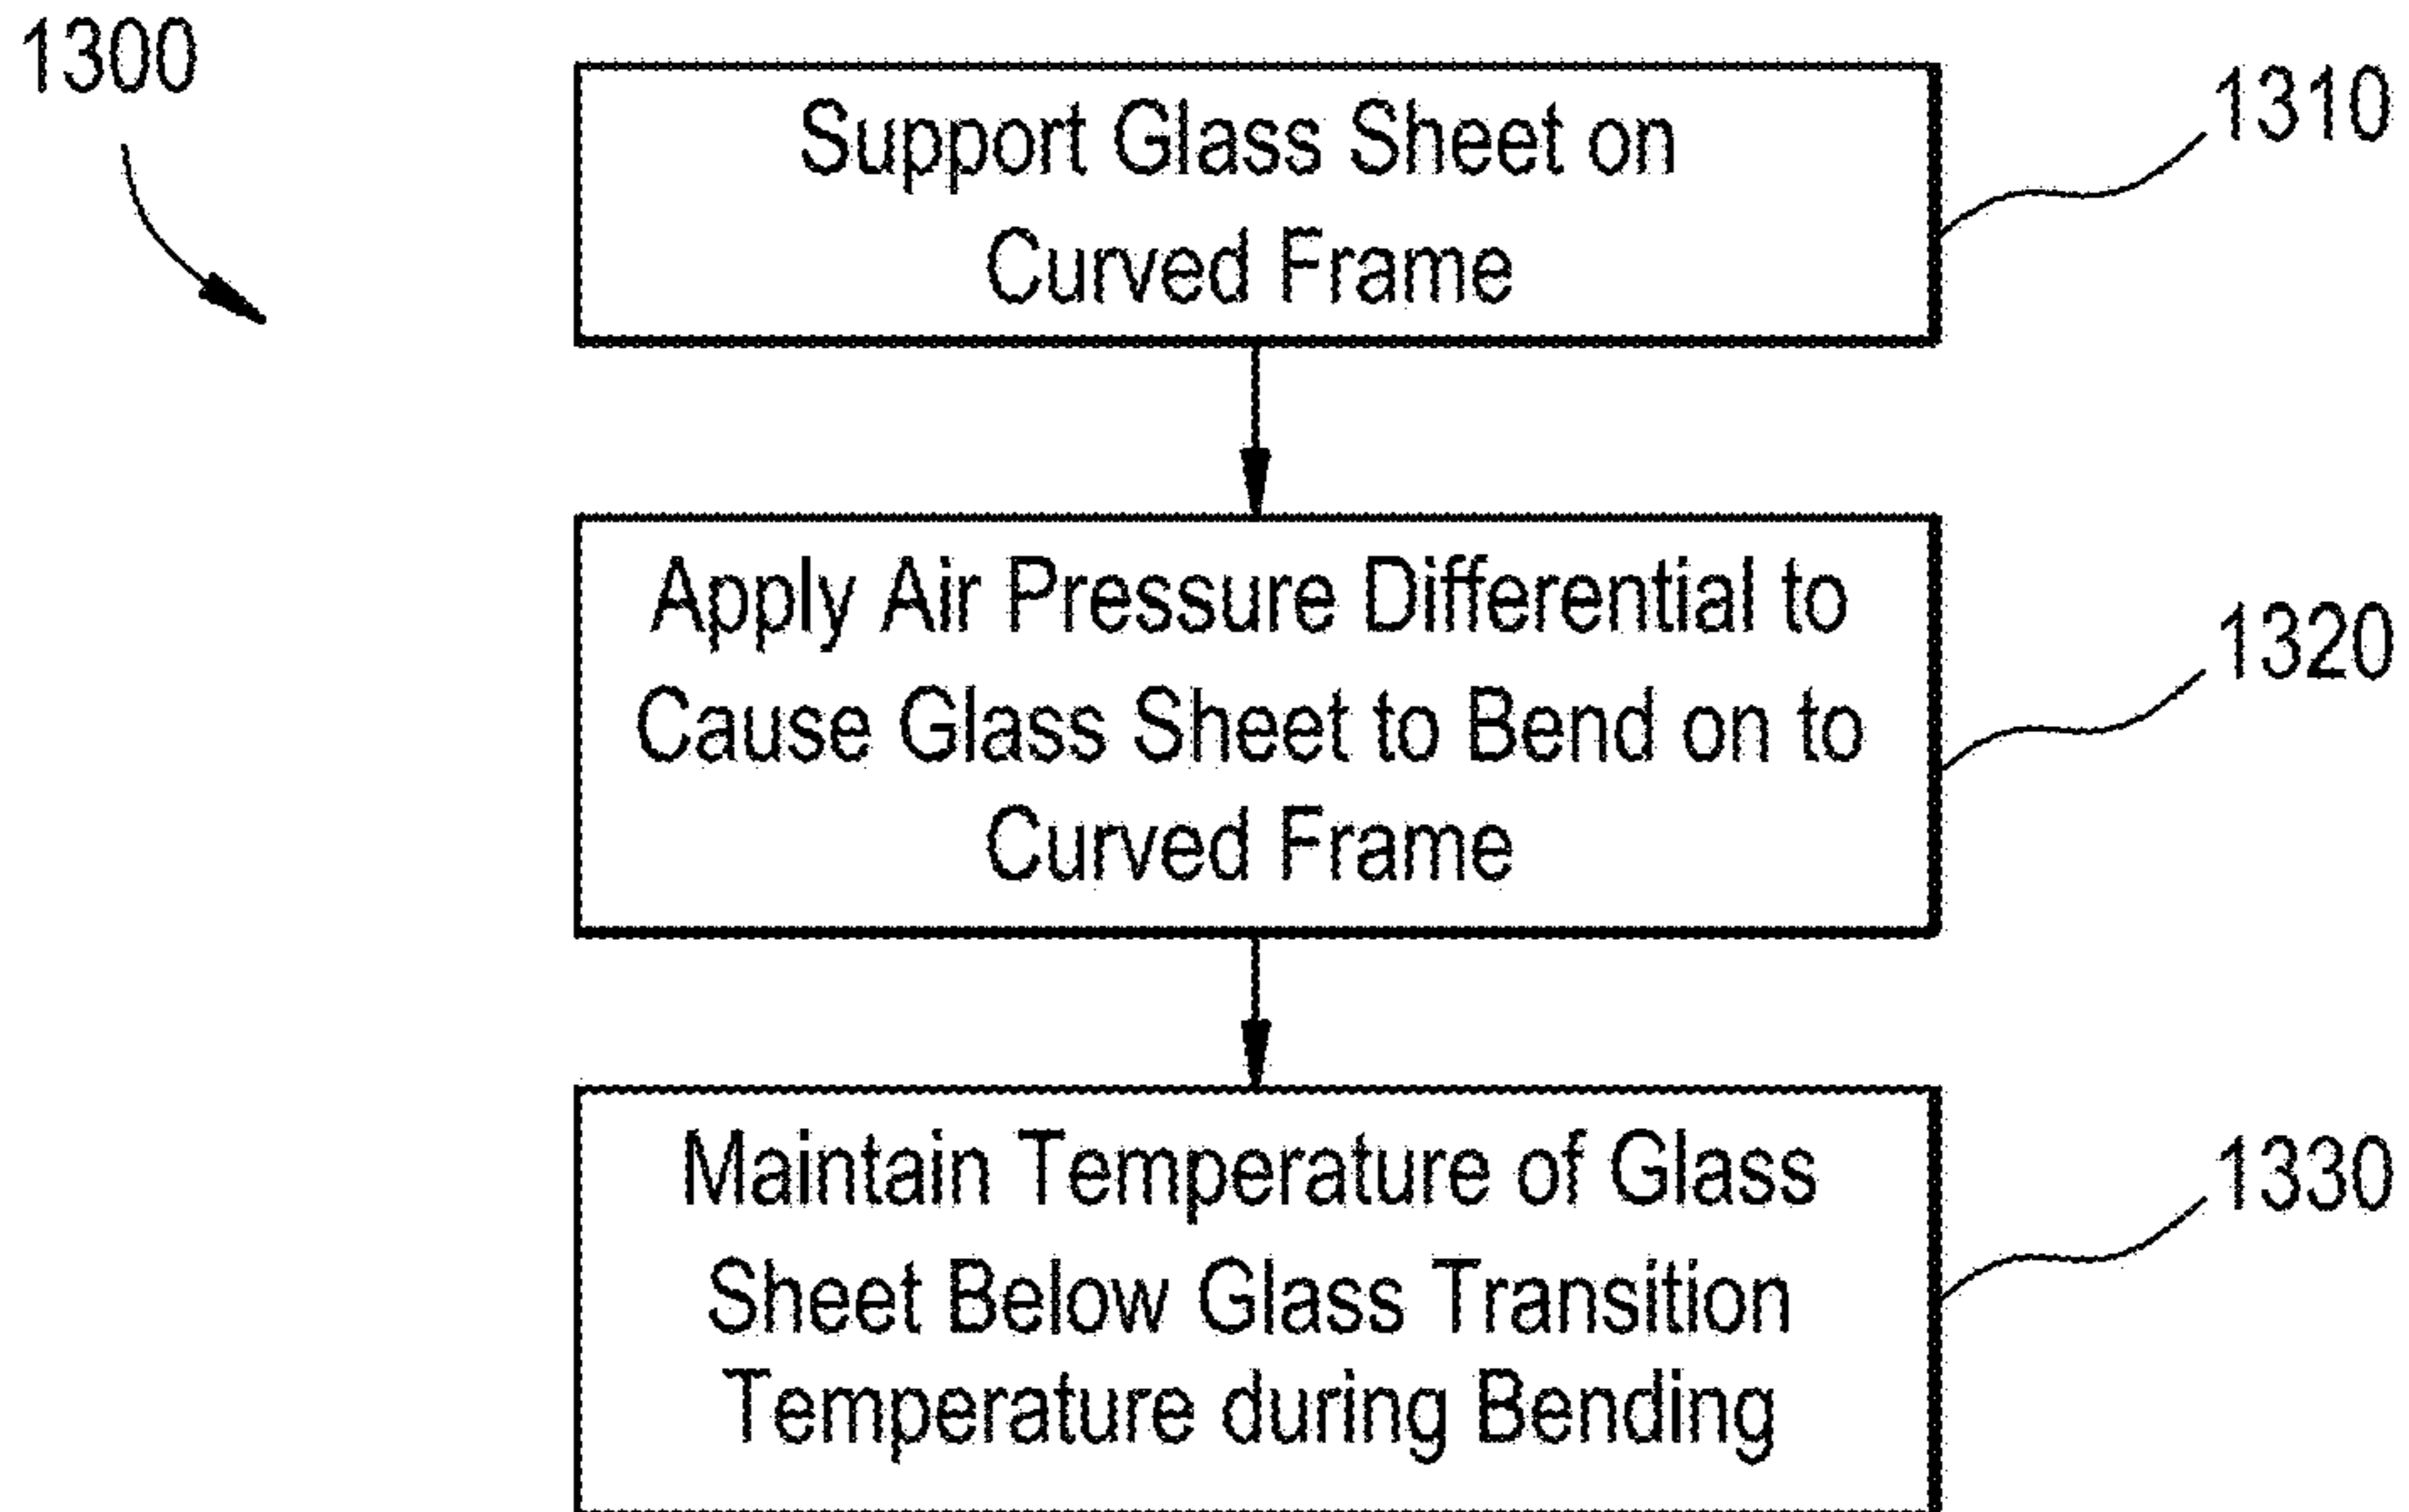 1300
Support Glass Sheet on
Curved Frame
1310
Apply Air Pressure Differential to
Cause Glass Sheet to Bend on to
Curved Frame
1320
Maintain Temperature of Glass
Sheet Below Glass Transition
Temperature during Bending
1330